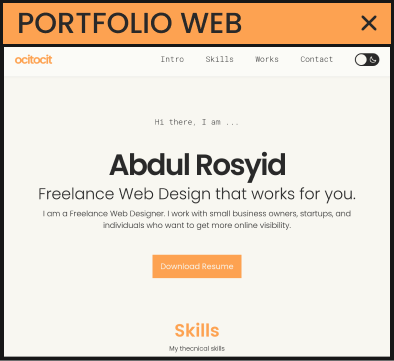 PORTFOLIO WEB
ocitocit
Intro Skills Works Contact
Hi there, I am ...
Abdul Rosyid
Freelance Web Design that works for you.
I am a Freelance Web Designer. I work with small business owners, startups, and
individuals who want to get more online visibility.
Download Resume
Skills
My thecnical skills